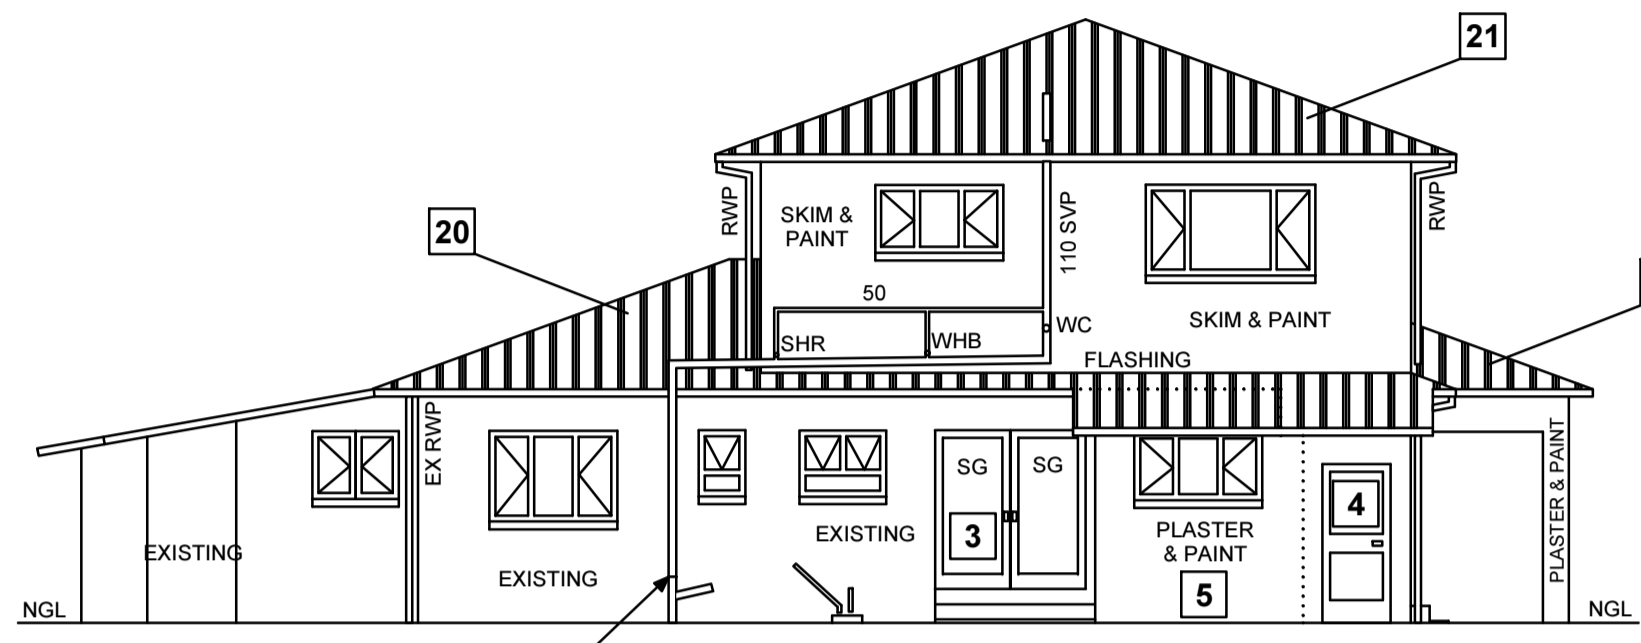 21
20
RWP
SKIM &
PAINT
110 SVP
RWP
50
SHR
WHB
WC
SKIM & PAINT
FLASHING
EX RWP
SG
SG
4
3
EXISTING
EXISTING
EXISTING
PLASTER
& PAINT
5
PLASTER & PAINT
NGL
NGL